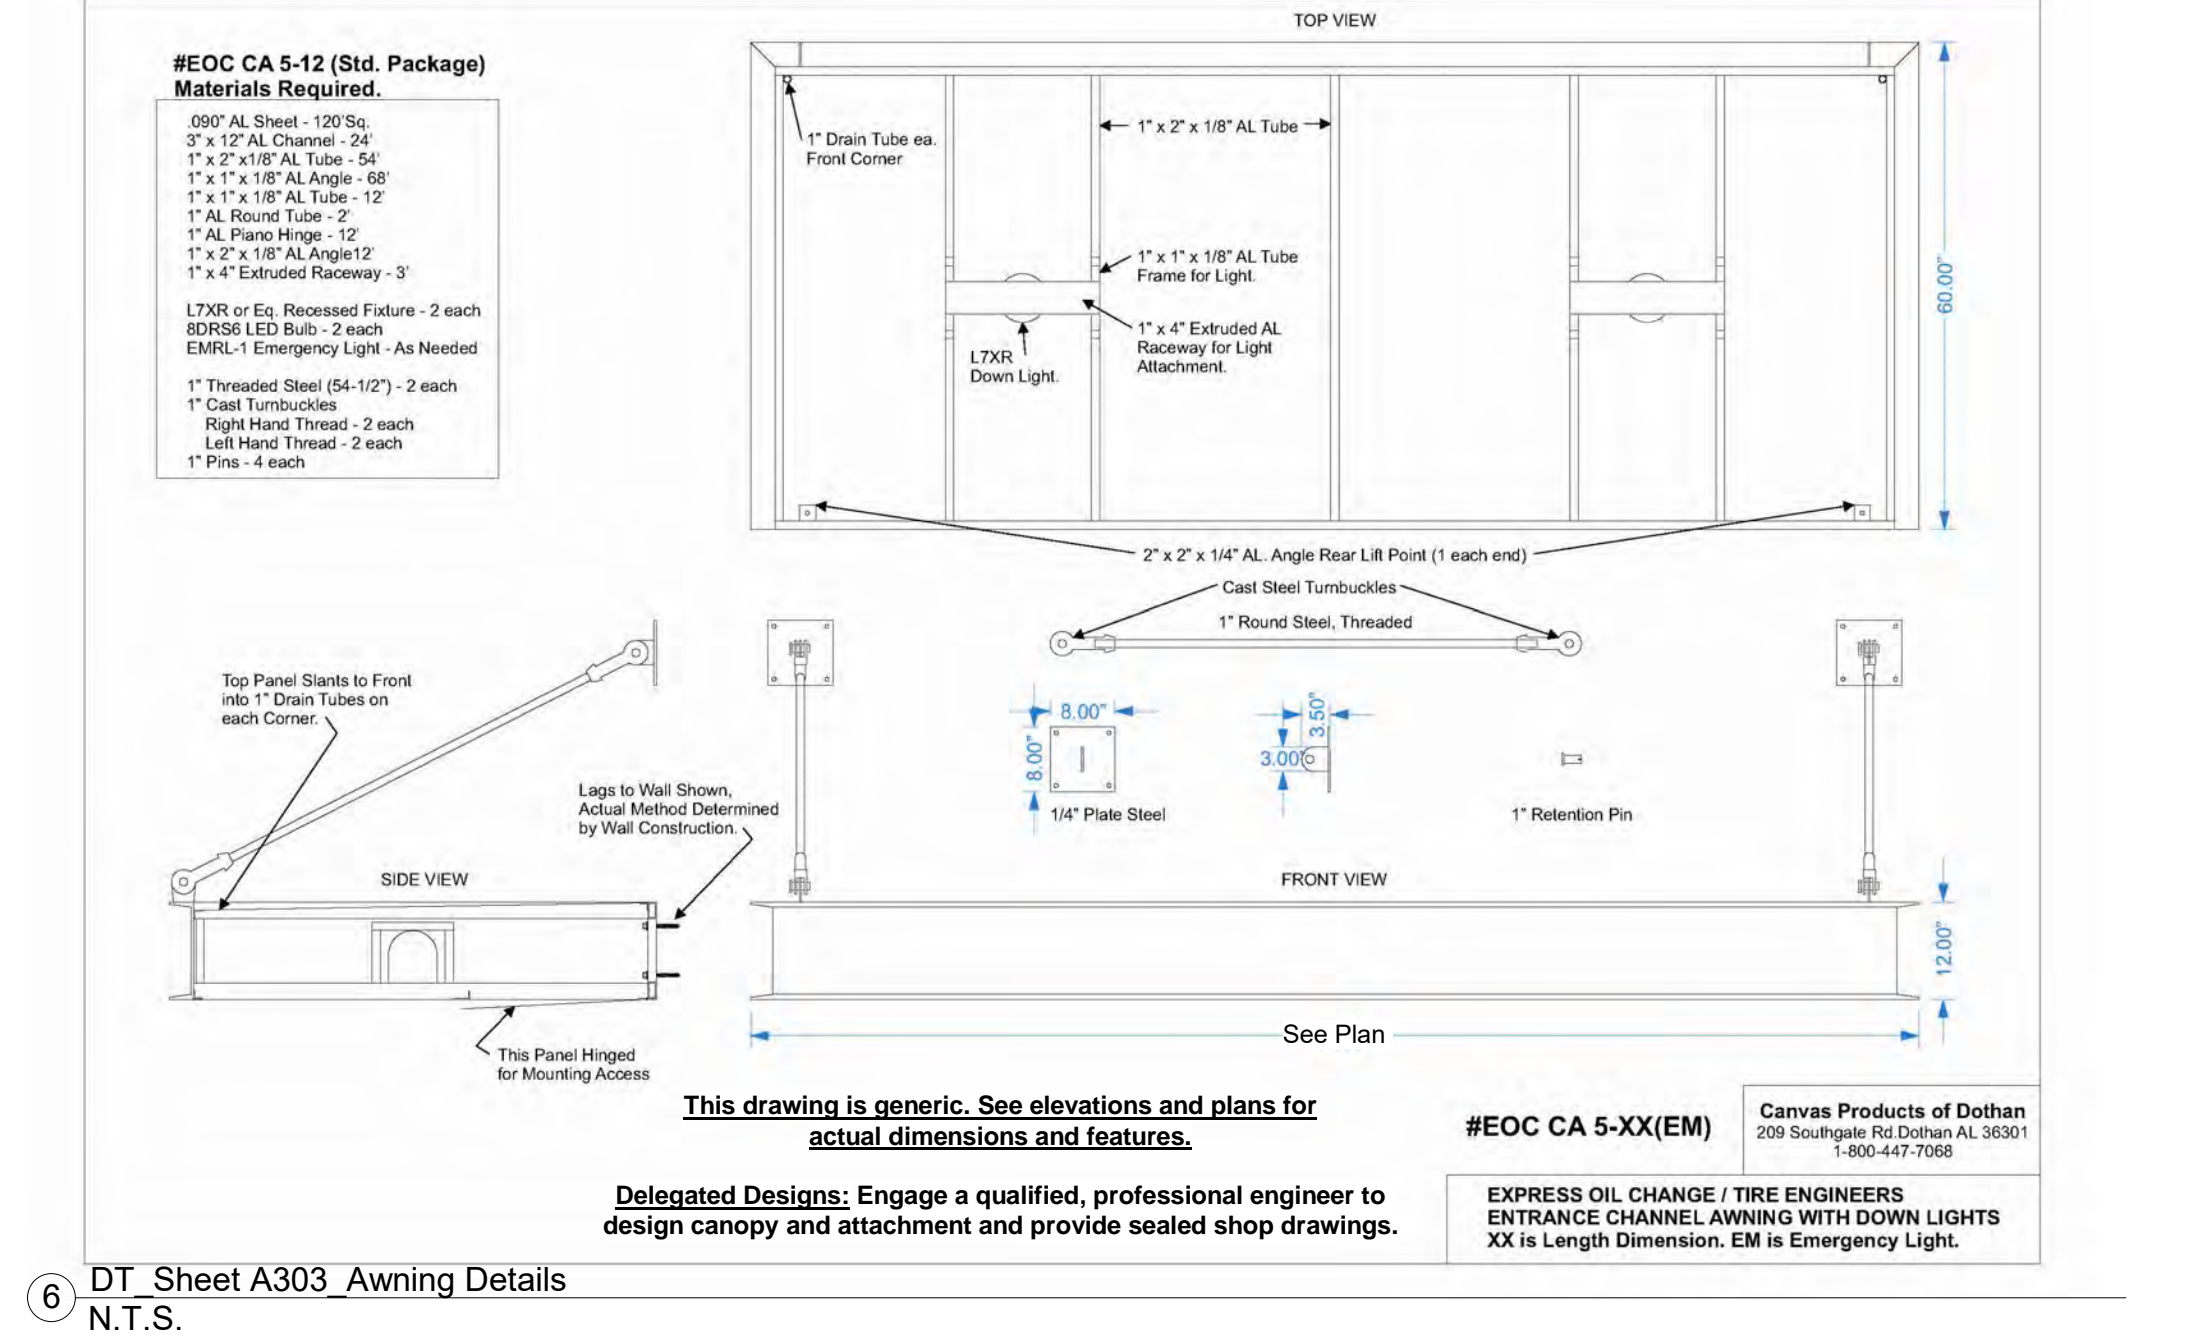 TOP VIEW
#EOC CA 5-12 (Std. Package)
Materials Required.
.090" AL Sheet - 120'Sq.
3" x 12" AL Channel - 24'
1" x 2" x1/8" AL Tube - 54'
1" x 1" x 1/8" AL Angle - 68'
1" x 1" x 1/8" AL Tube - 12'
1" AL Round Tube - 2'
1" AL Piano Hinge - 12'
1" x 2" x 1/8" AL Angle12'
1" x 4" Extruded Raceway - 3'
L7XR or Eq. Recessed Fixture - 2 each
8DRS6 LED Bulb - 2 each
EMRL-1 Emergency Light - As Needed
1" Threaded Steel (54-1/2") - 2 each
1" Cast Turnbuckles
Right Hand Thread - 2 each
Left Hand Thread - 2 each
1" Pins - 4 each
1" Drain Tube ea.
Front Corner
1" x 2" x 1/8" AL Tube
1" x 1" x 1/8" AL Tube
Frame for Light.
1" x 4" Extruded AL
Raceway for Light
Attachment.
L7XR
Down Light.
60.00"
2" x 2" x 1/4" AL. Angle Rear Lift Point (1 each end)
Cast Steel Turnbuckles
1" Round Steel, Threaded
Top Panel Slants to Front
into 1" Drain Tubes on
each Corner.
Lags to Wall Shown,
Actual Method Determined
by Wall Construction.
8.00"
8.00"
1/4" Plate Steel
3.50"
3.00"
1" Retention Pin
SIDE VIEW
FRONT VIEW
12.00"
See Plan
This Panel Hinged
for Mounting Access
This drawing is generic. See elevations and plans for
actual dimensions and features.
Delegated Designs: Engage a qualified, professional engineer to
design canopy and attachment and provide sealed shop drawings.
#EOC CA 5-XX(EM)
Canvas Products of Dothan
209 Southgate Rd.Dothan AL 36301
1-800-447-7068
EXPRESS OIL CHANGE / TIRE ENGINEERS
ENTRANCE CHANNEL AWNING WITH DOWN LIGHTS
XX is Length Dimension. EM is Emergency Light.
6
DT_Sheet A303_Awning Details
N.T.S.